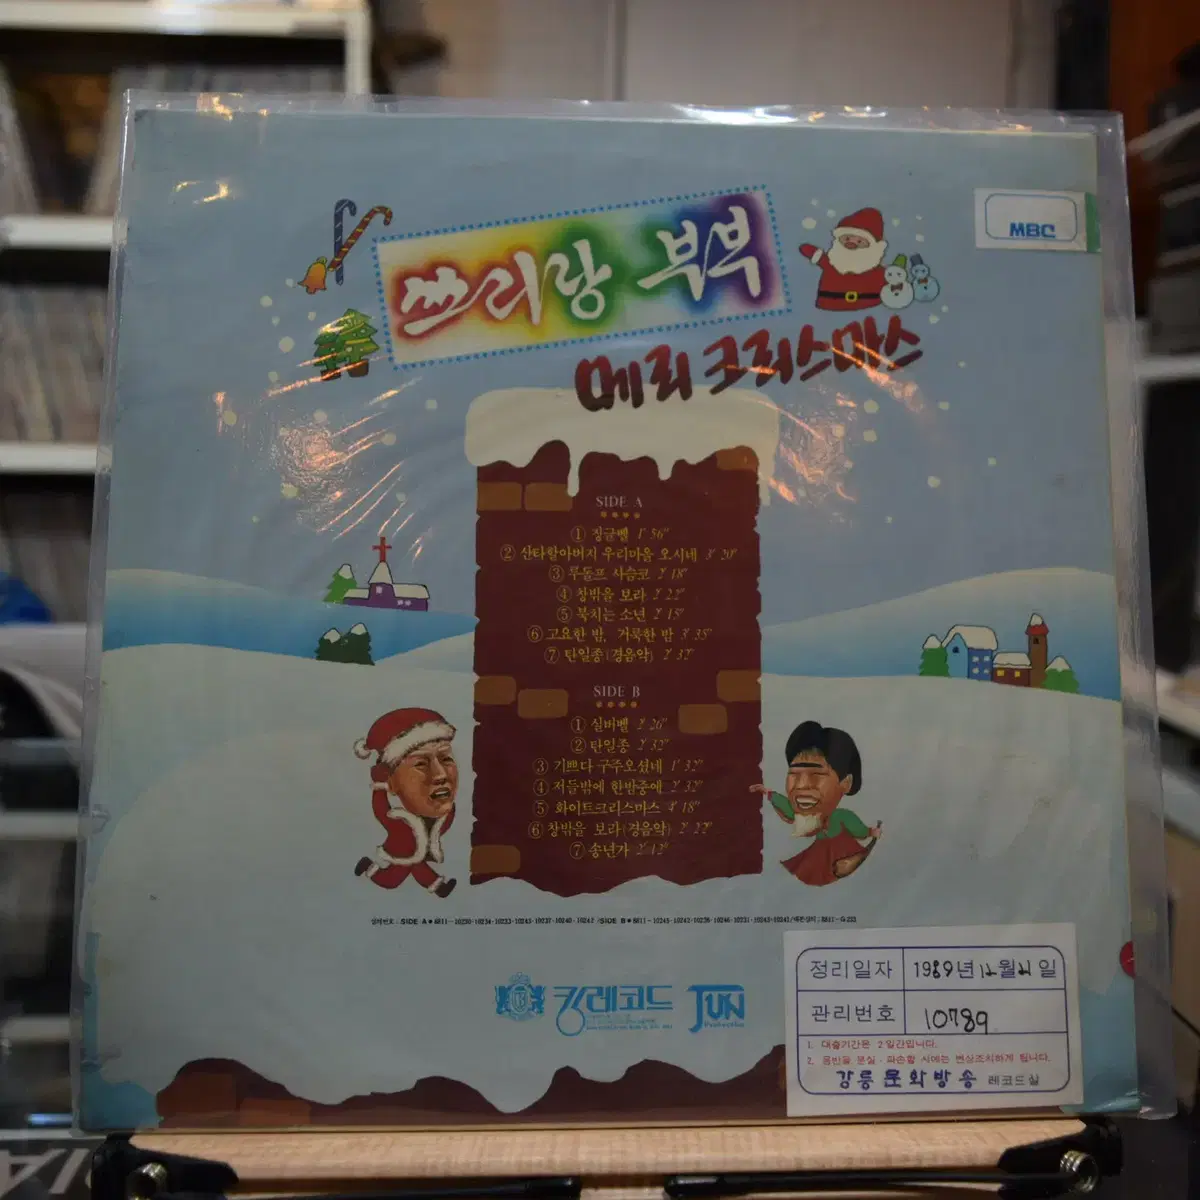 쓰리랑 부부
메리 크리스마스
MBC
SIDE A
① 징글벨 1' 56"
② 산타할아버지 우리마을 오시네 3' 20"
③ 루돌프 사슴코 2' 18"
④ 창밖을 보라 2' 22"
⑤ 북치는 소년 2' 15"
⑥ 고요한 밤, 거룩한 밤 3' 35"
⑦ 탄일종(경음악) 2' 32"
SIDE B
① 실버벨 2' 26"
② 탄일종 2' 32"
③ 기쁘다 구주오셨네 1' 32"
④ 저들밖에 한밤중에 2' 32"
⑤ 화이트크리스마스 4' 18"
⑥ 창밖을 보라(경음악) 2' 22"
⑦ 송년가 2' 12"
킹레코드 JUN
Production
정리일자 1989년 12월 21일
관리번호 10789
1. 대출기간은 2일간입니다.
2. 음반을 분실·파손할 시에는 변상조치하게 됩니다.
강릉문화방송 레코드실